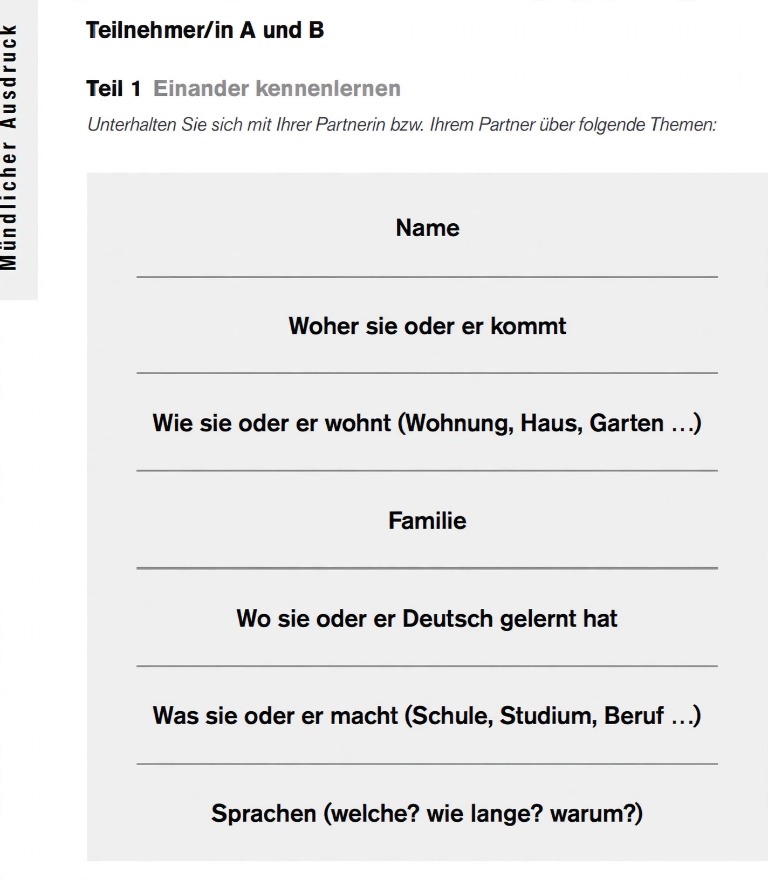 Mündlicher Ausdruck
Teilnehmer/in A und B
Teil 1 Einander kennenlernen
Unterhalten Sie sich mit Ihrer Partnerin bzw. Ihrem Partner über folgende Themen:
Name
Woher sie oder er kommt
Wie sie oder er wohnt (Wohnung, Haus, Garten …)
Familie
Wo sie oder er Deutsch gelernt hat
Was sie oder er macht (Schule, Studium, Beruf …)
Sprachen (welche? wie lange? warum?)